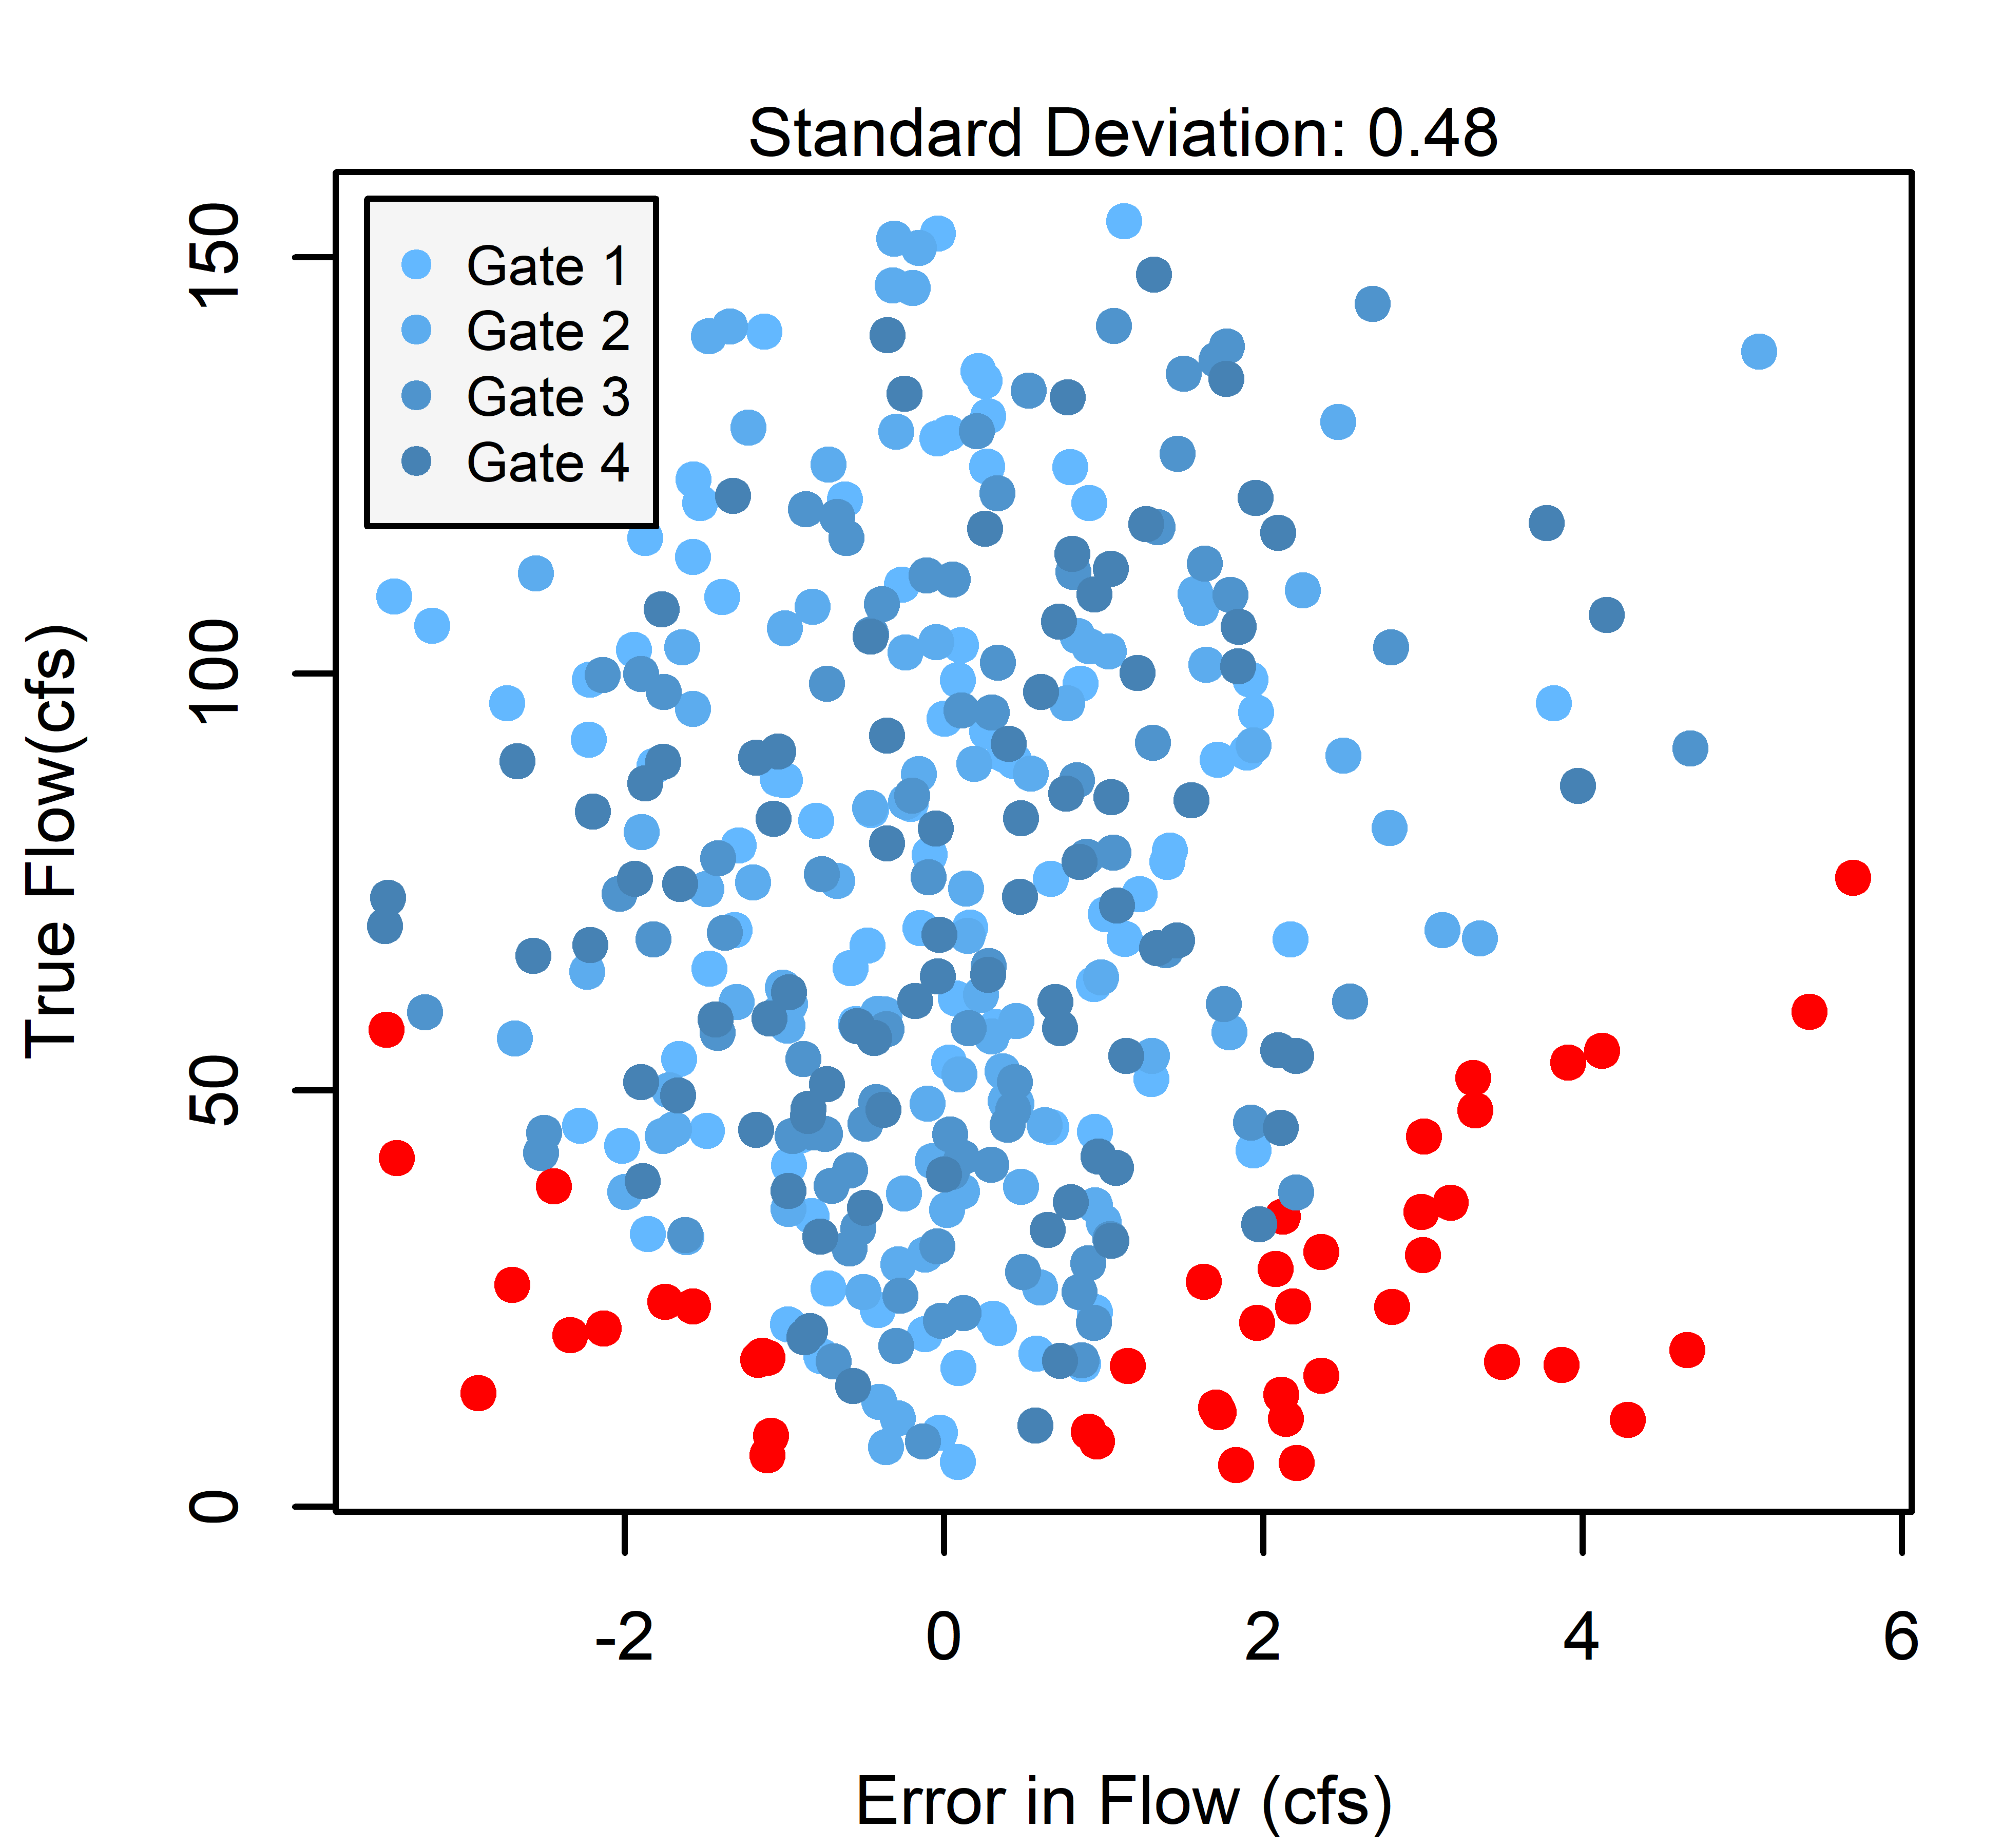 Standard Deviation: 0.48
Gate 1
Gate 2
Gate 3
Gate 4
True Flow(cfs)
150
100
50
0
-2 0 2 4 6
Error in Flow (cfs)